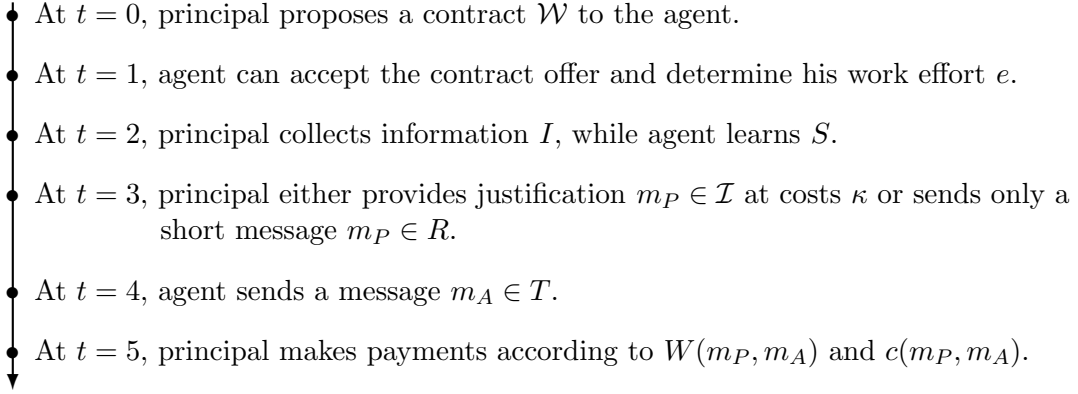 At t = 0, principal proposes a contract 𝒲 to the agent.
At t = 1, agent can accept the contract offer and determine his work effort e.
At t = 2, principal collects information I, while agent learns S.
At t = 3, principal either provides justification m_P ∈ ℐ at costs κ or sends only a
short message m_P ∈ R.
At t = 4, agent sends a message m_A ∈ T.
At t = 5, principal makes payments according to W(m_P, m_A) and c(m_P, m_A).